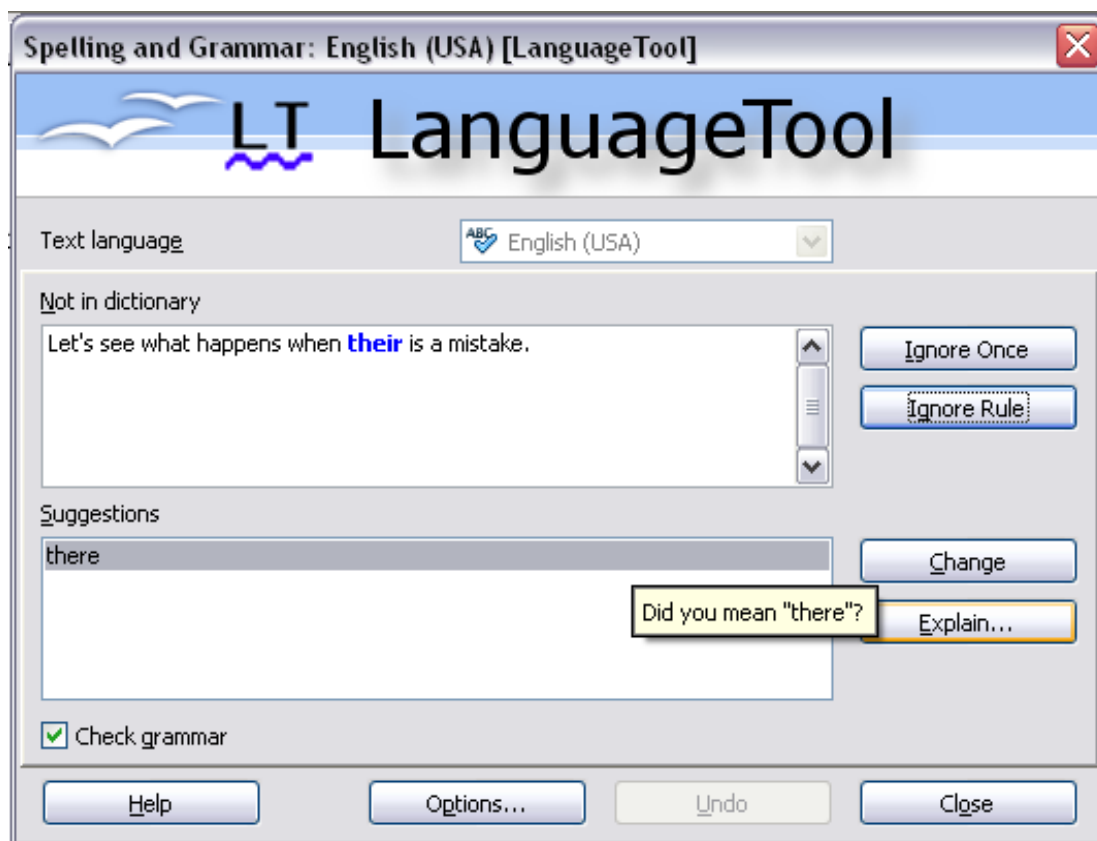 Spelling and Grammar: English (USA) [LanguageTool]
LT LanguageTool
Text language
ABC English (USA)
Not in dictionary
Let's see what happens when their is a mistake.
Ignore Once
Ignore Rule
Suggestions
there
Change
Did you mean "there"?
Explain...
Check grammar
Help Options... Undo Close